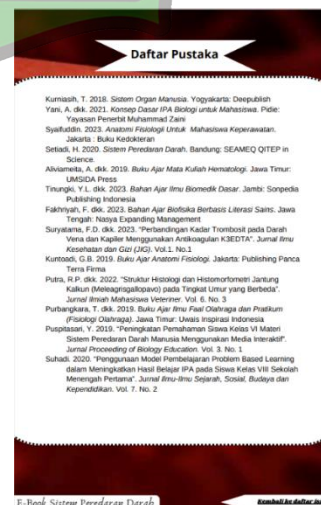 Daftar Pustaka
Kurniasih, T. 2018. Sistem Organ Manusia. Yogyakarta: Deepublish
Yani, A. dkk. 2021. Konsep Dasar IPA Biologi untuk Mahasiswa. Pidie:
Yayasan Penerbit Muhammad Zaini
Syaifuddin. 2023. Anatomi Fisiologi Untuk Mahasiswa Keperawatan.
Jakarta : Buku Kedokteran
Setiadi, H. 2020. Sistem Peredaran Darah. Bandung: SEAMEQ QITEP in
Science.
Aliviameita, A. dkk. 2019. Buku Ajar Mata Kuliah Hematologi. Jawa Timur:
UMSIDA Press
Tinungki, Y.L. dkk. 2023. Bahan Ajar Ilmu Biomedik Dasar. Jambi: Sonpedia
Publishing Indonesia
Fakhriyah, F. dkk. 2023. Bahan Ajar Biofisika Berbasis Literasi Sains. Jawa
Tengah: Nasya Expanding Management
Suryatama, F.D. dkk. 2023. "Perbandingan Kadar Trombosit pada Darah
Vena dan Kapiler Menggunakan Antikoagulan K3EDTA". Jurnal Ilmu
Kesehatan dan Gizi (JIG). Vol.1. No.1
Kuntoadi, G.B. 2019. Buku Ajar Anatomi Fisiologi. Jakarta: Publishing Panca
Terra Firma
Putra, R.P. dkk. 2022. "Struktur Histologi dan Histomorfometri Jantung
Kalkun (Meleagrisgallopavo) pada Tingkat Umur yang Berbeda".
Jurnal Ilmiah Mahasiswa Veteriner. Vol. 6. No. 3
Purbangkara, T. dkk. 2019. Buku Ajar Ilmu Faal Olahraga dan Pratikum
(Fisiologi Olahraga). Jawa Timur: Uwais Inspirasi Indonesia
Puspitasari, Y. 2019. "Peningkatan Pemahaman Siswa Kelas VI Materi
Sistem Peredaran Darah Manusia Menggunakan Media Interaktif".
Jurnal Proceeding of Biology Education. Vol. 3. No. 1
Suhadi. 2020. "Penggunaan Model Pembelajaran Problem Based Learning
dalam Meningkatkan Hasil Belajar IPA pada Siswa Kelas VIII Sekolah
Menengah Pertama". Jurnal Ilmu-Ilmu Sejarah, Sosial, Budaya dan
Kependidikan. Vol. 7. No. 2
E-Book Sistem Peredaran Darah
Kembali ke daftar isi